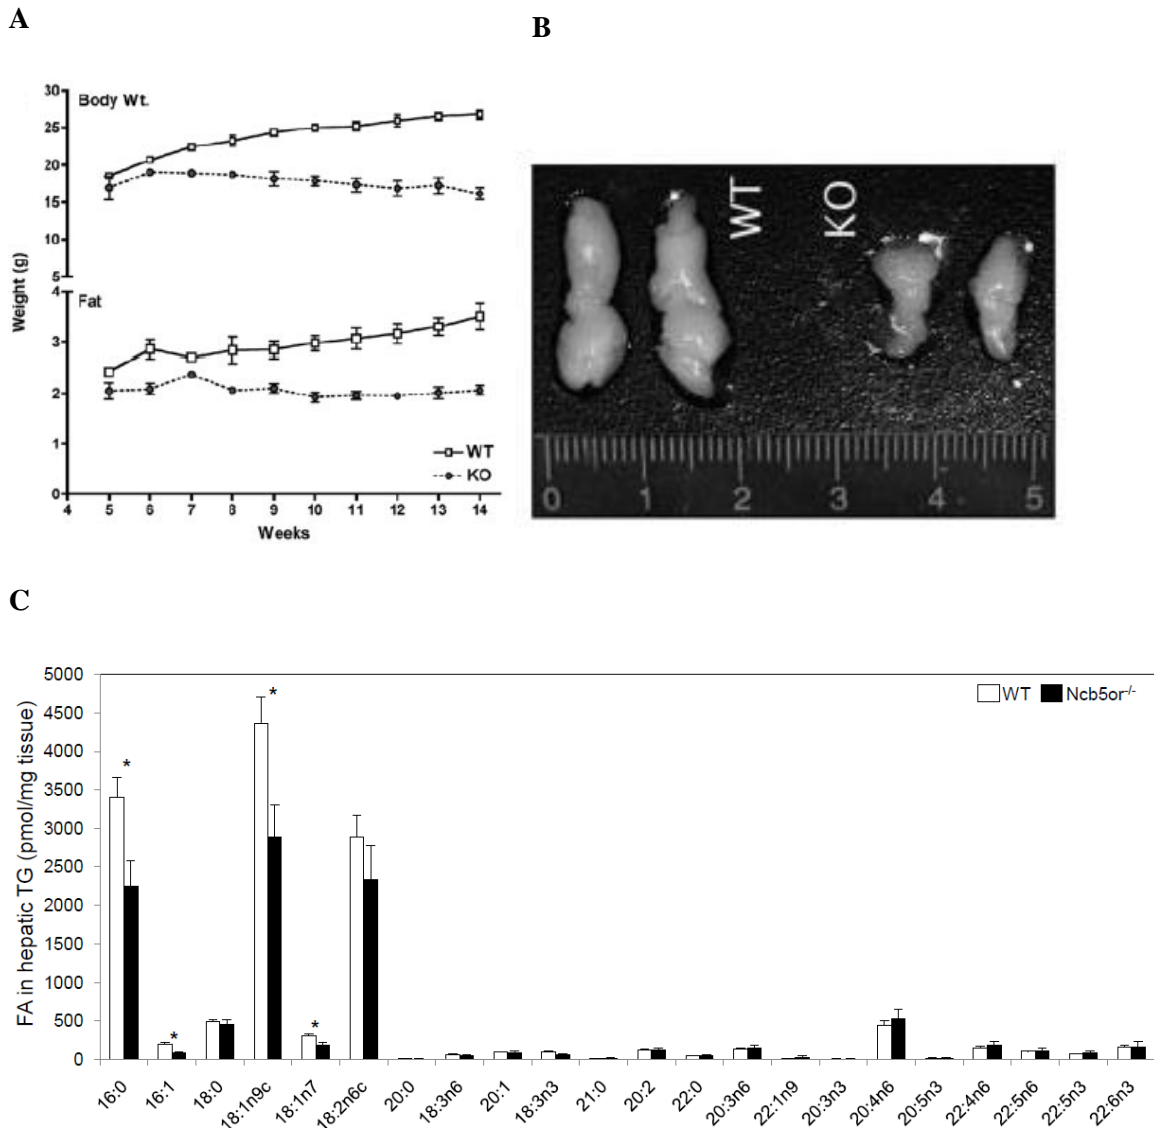 A
B
30
Body Wt.
25
20
15
10
5
4
Fat
3
2
1
0
Weight (g)
WT
KO
4 5 6 7 8 9 10 11 12 13 14
Weeks
WT
KO
0 1 2 3 4 5
C
5000
4500
4000
3500
3000
2500
2000
1500
1000
500
0
FA in hepatic TG (pmol/mg tissue)
WT Ncb5or-/-
*
*
*
*
16:0 16:1 18:0 18:1n9c 18:1n7 18:2n6c 20:0 18:3n6 20:1 18:3n3 21:0 20:2 22:0 20:3n6 22:1n9 20:3n3 20:4n6 20:5n3 22:4n6 22:5n6 22:5n3 22:6n3